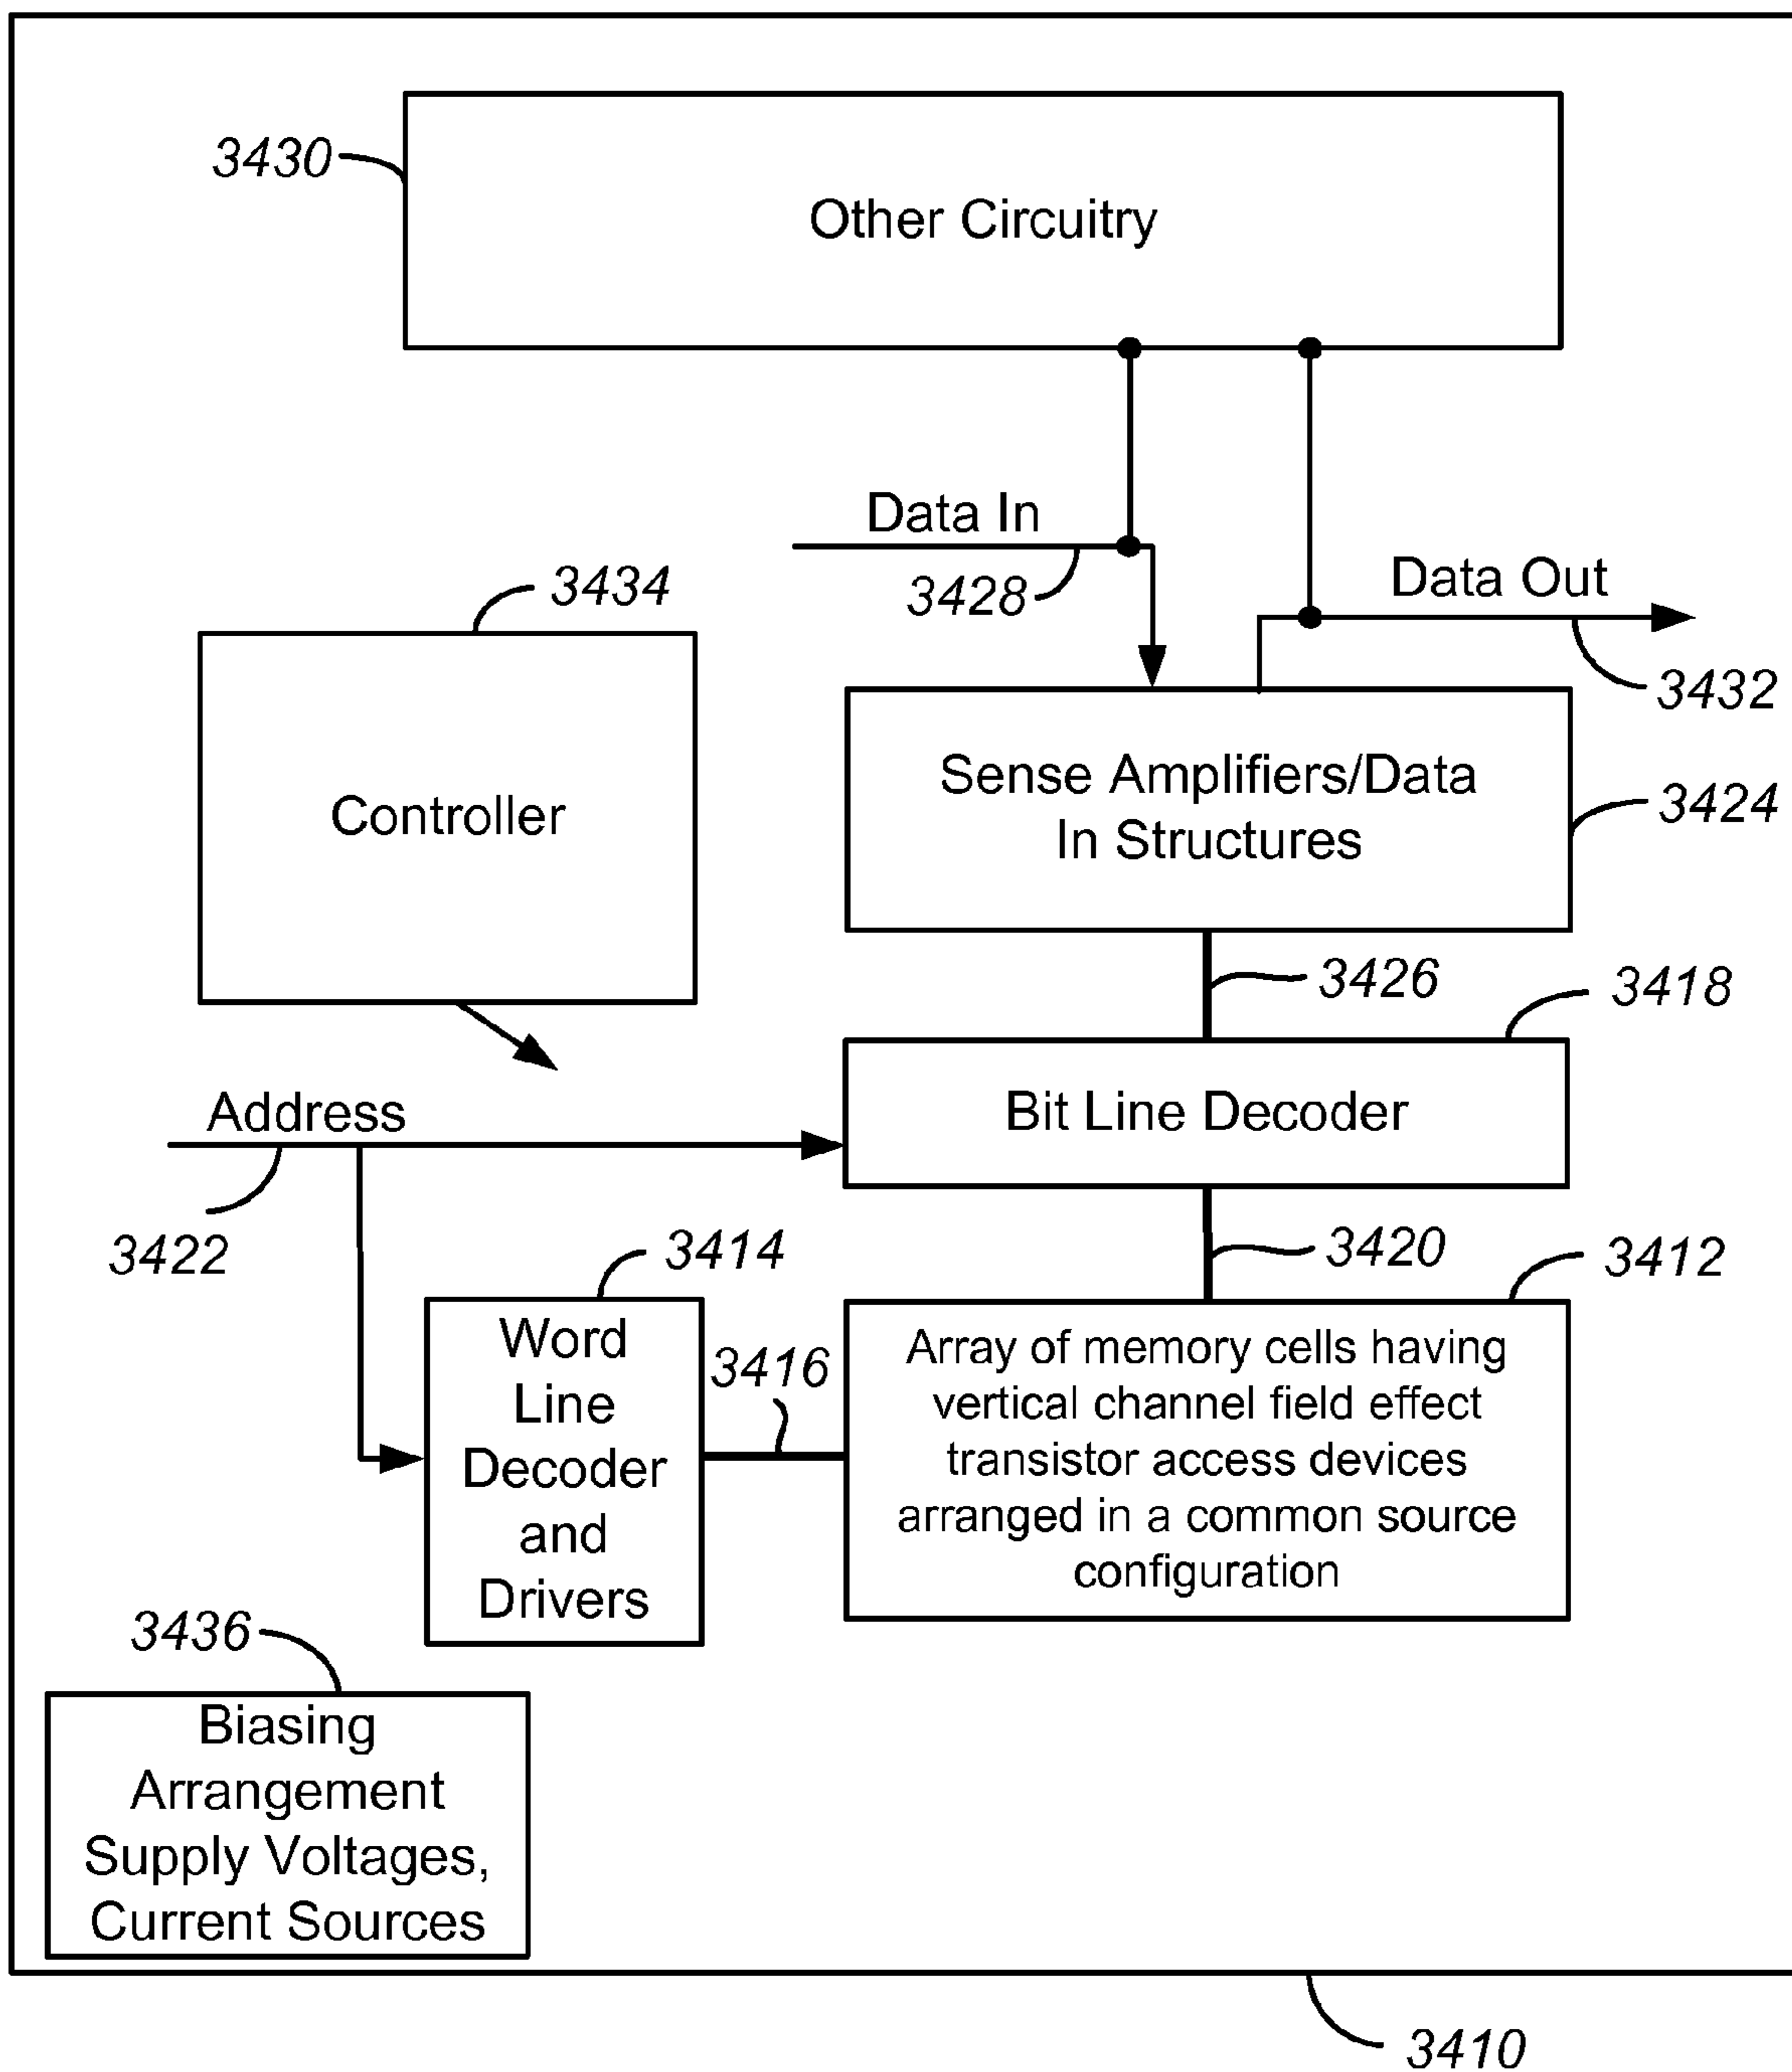 3430
Other Circuitry
Data In
3428
3434
Data Out
3432
Controller
Sense Amplifiers/Data
In Structures
3424
3426
3418
Address
Bit Line Decoder
3422
3414
3420
3412
Word
Line
Decoder
and
Drivers
3416
Array of memory cells having
vertical channel field effect
transistor access devices
arranged in a common source
configuration
3436
Biasing
Arrangement
Supply Voltages,
Current Sources
3410